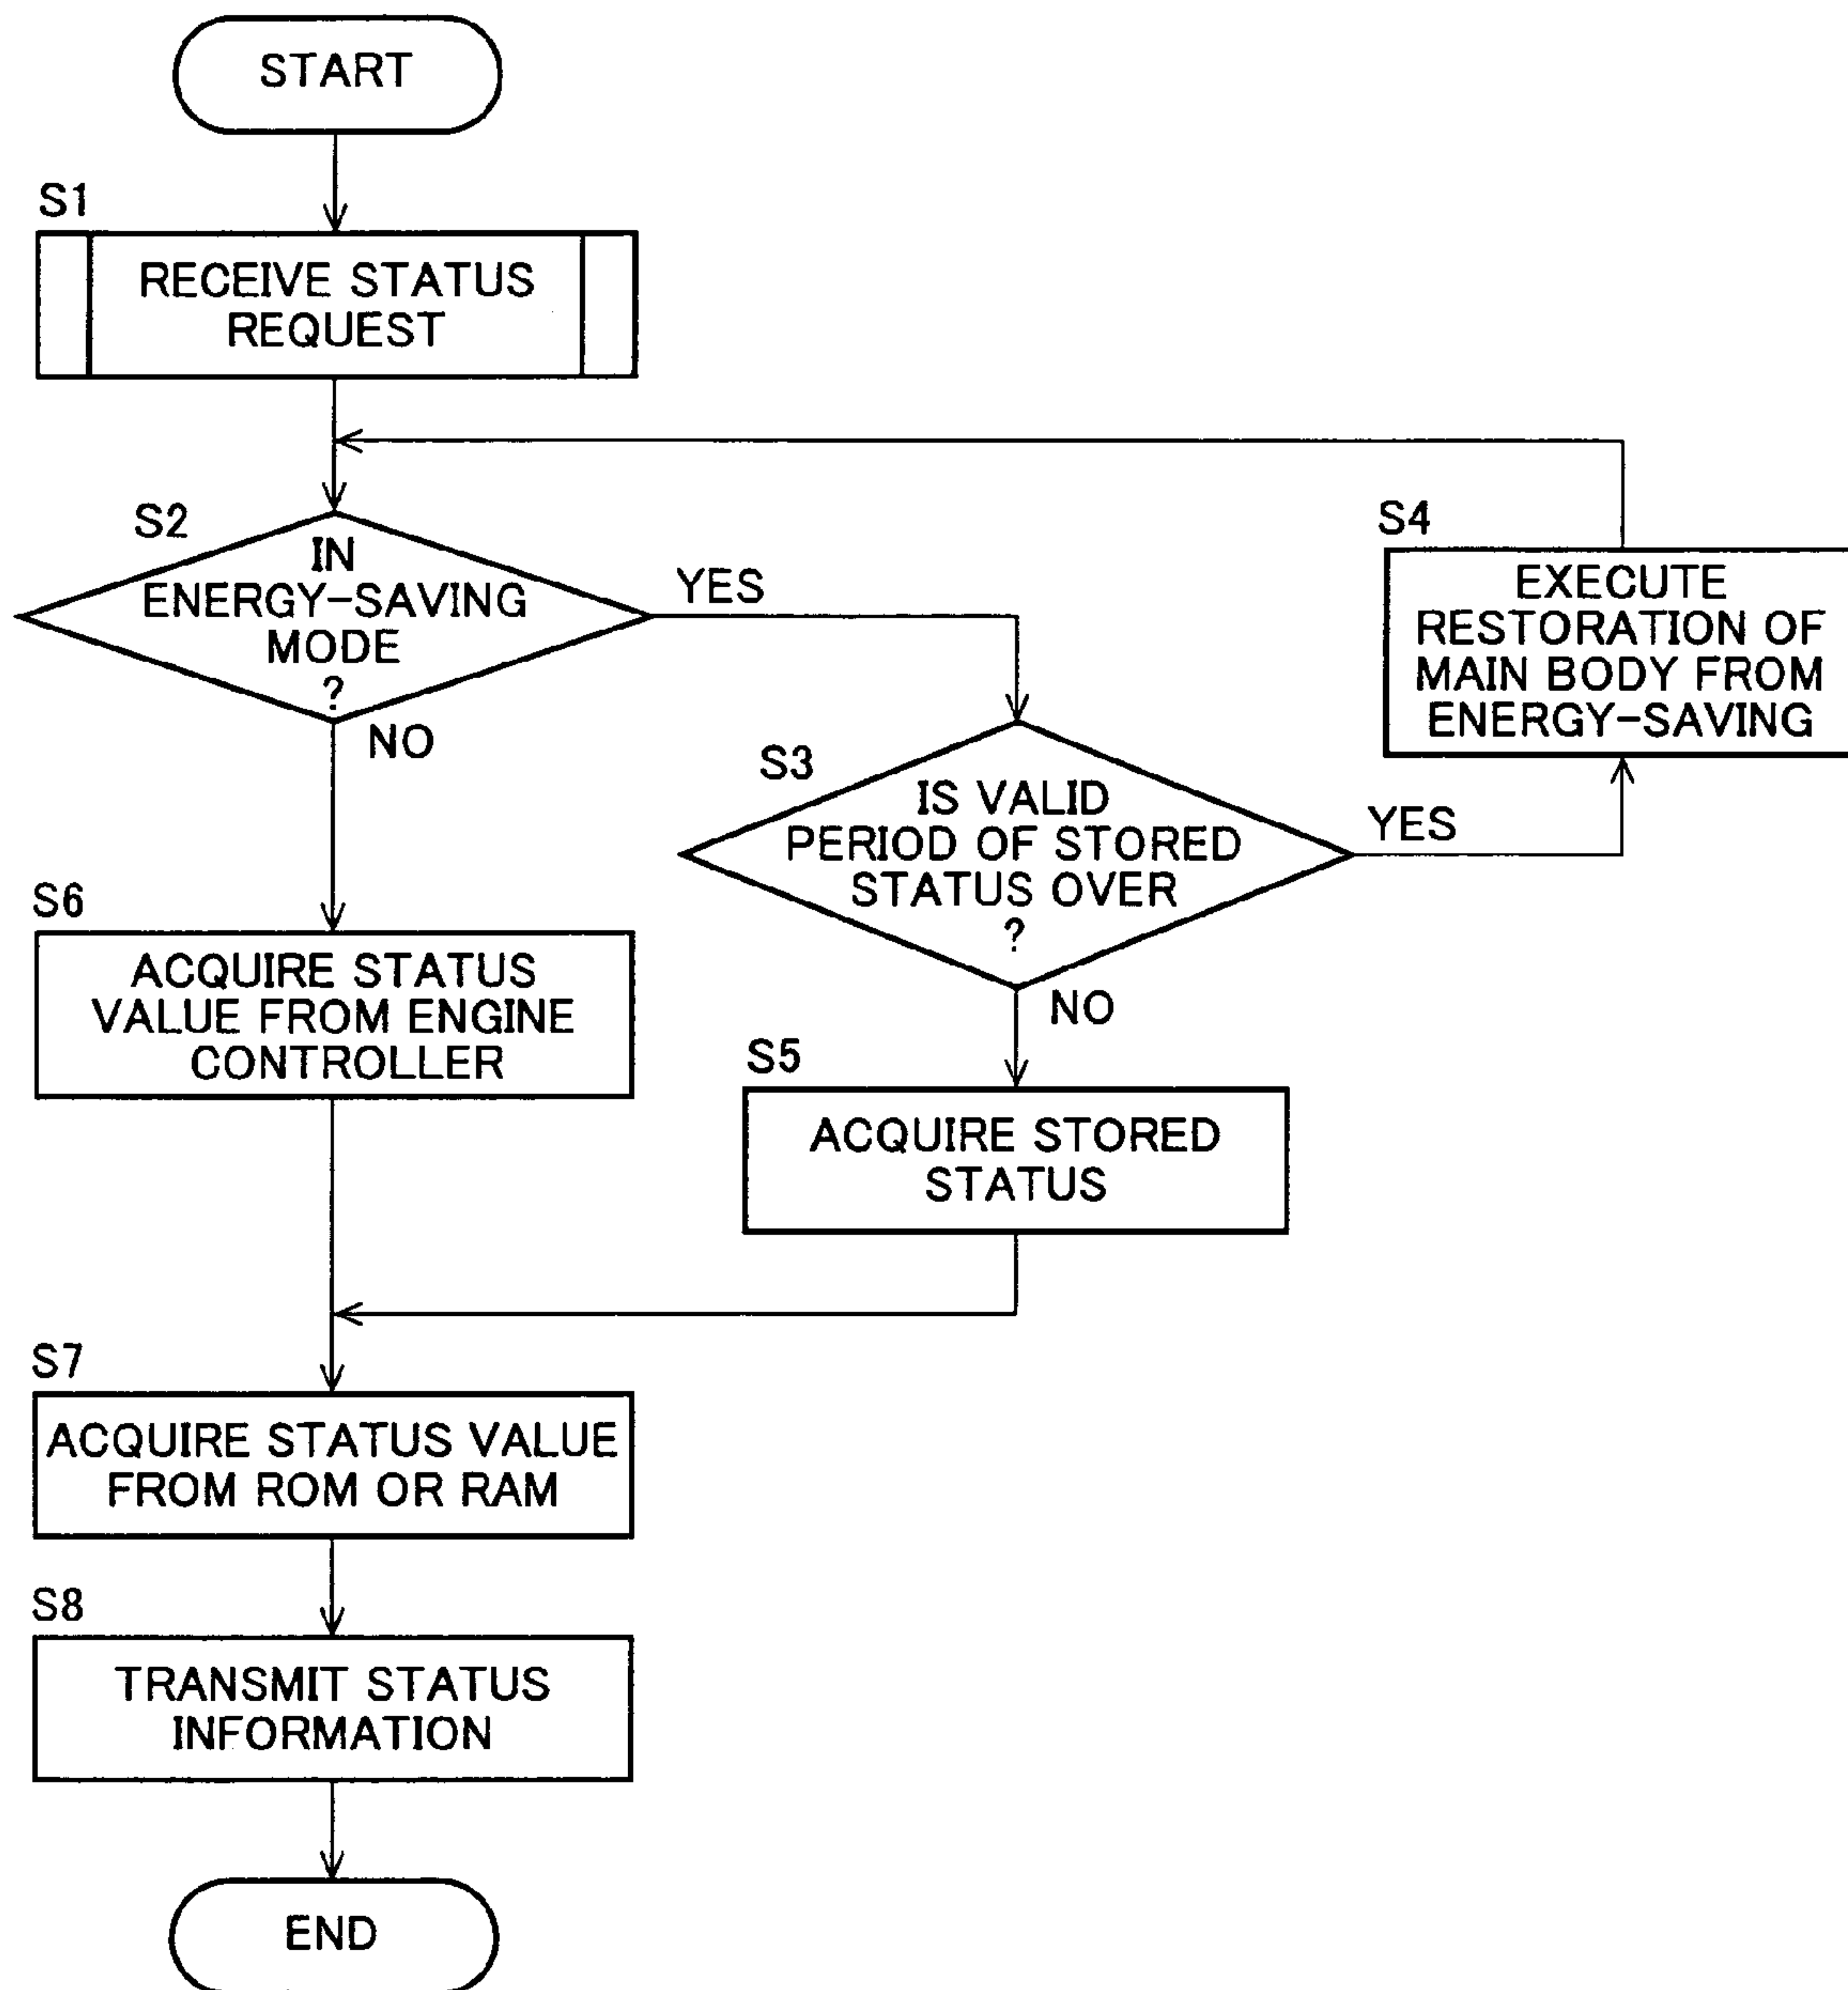 START
S1
RECEIVE STATUS
REQUEST
S2
IN
ENERGY-SAVING
MODE
?
YES
NO
S3
IS VALID
PERIOD OF STORED
STATUS OVER
?
YES
NO
S4
EXECUTE
RESTORATION OF
MAIN BODY FROM
ENERGY-SAVING
S5
ACQUIRE STORED
STATUS
S6
ACQUIRE STATUS
VALUE FROM ENGINE
CONTROLLER
S7
ACQUIRE STATUS VALUE
FROM ROM OR RAM
S8
TRANSMIT STATUS
INFORMATION
END